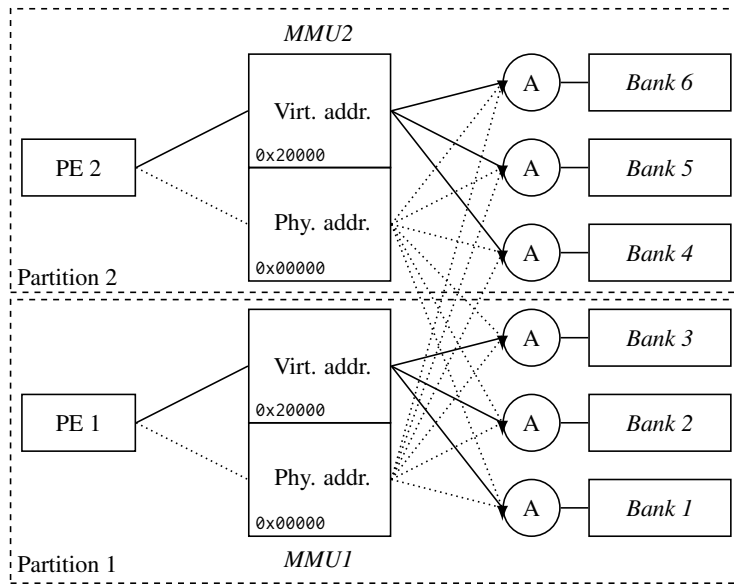 MMU2
Virt. addr.
0x20000
Phy. addr.
0x00000
PE 2
A
Bank 6
A
Bank 5
A
Bank 4
Partition 2
Virt. addr.
0x20000
Phy. addr.
0x00000
MMU1
PE 1
A
Bank 3
A
Bank 2
A
Bank 1
Partition 1